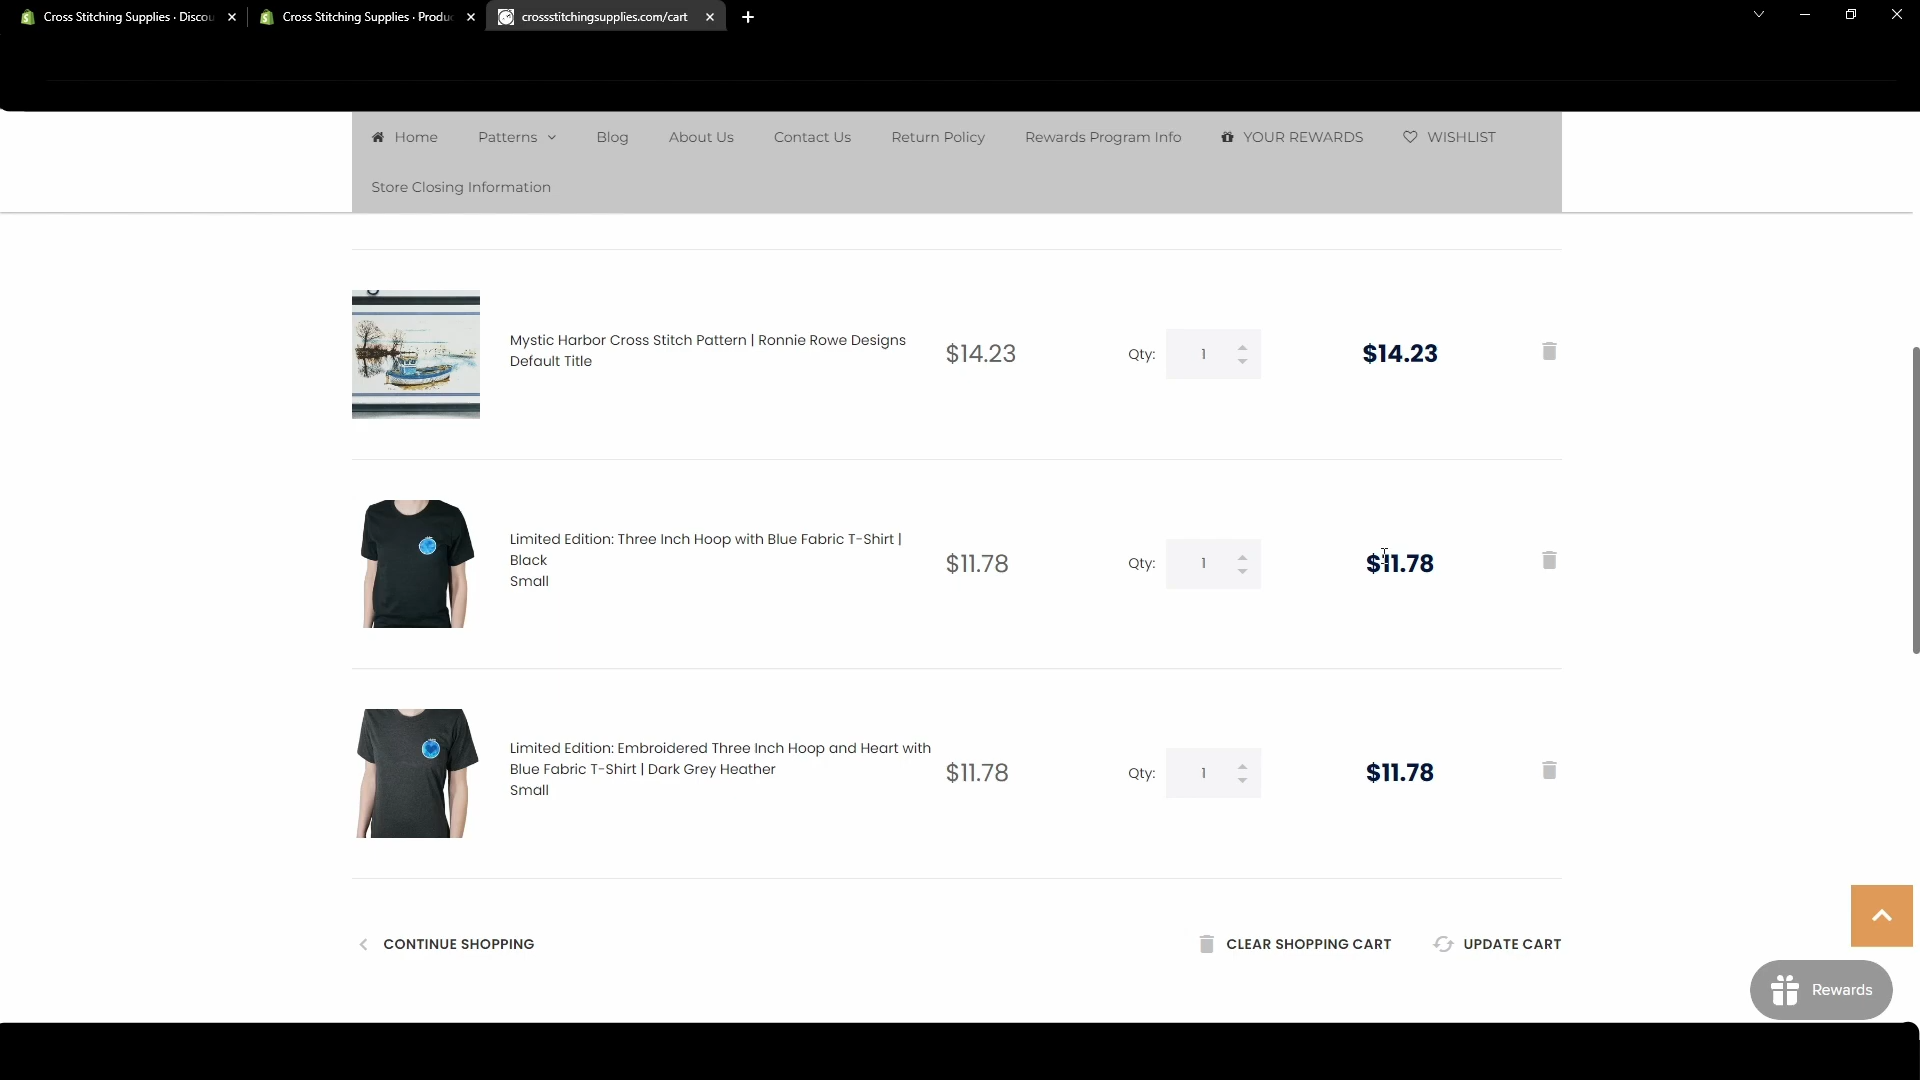 Cross Stitching Supplies · Discou
Cross Stitching Supplies · Produc
crossstitchingsupplies.com/cart
Home
Patterns
Blog
About Us
Contact Us
Return Policy
Rewards Program Info
YOUR REWARDS
WISHLIST
Store Closing Information
Mystic Harbor Cross Stitch Pattern | Ronnie Rowe Designs
Default Title
$14.23
Qty:
1
$14.23
Limited Edition: Three Inch Hoop with Blue Fabric T-Shirt |
Black
Small
$11.78
Qty:
1
$11.78
Limited Edition: Embroidered Three Inch Hoop and Heart with
Blue Fabric T-Shirt | Dark Grey Heather
Small
$11.78
Qty:
1
$11.78
CONTINUE SHOPPING
CLEAR SHOPPING CART
UPDATE CART
Rewards